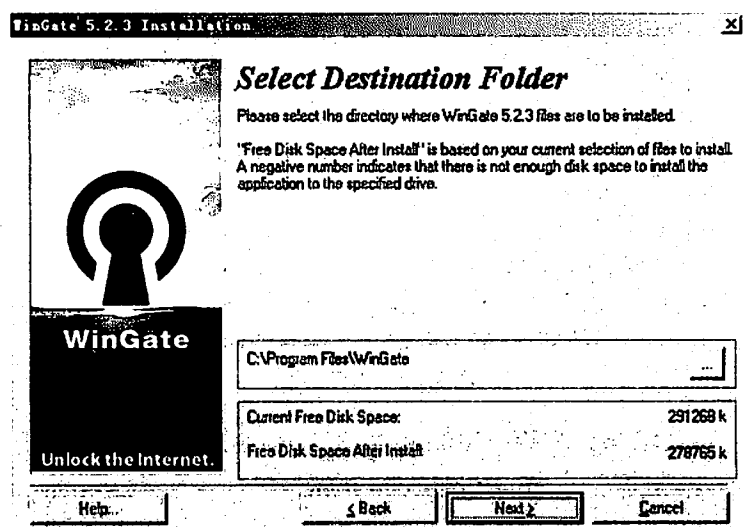 WinGate 5.2.3 Installation
Select Destination Folder
Please select the directory where WinGate 5.2.3 files are to be installed.
"Free Disk Space After Install" is based on your current selection of files to install.
A negative number indicates that there is not enough disk space to install the
application to the specified drive.
WinGate
Unlock the Internet.
C:\Program Files\WinGate
...
Current Free Disk Space: 291268 k
Free Disk Space After Install: 278765 k
Help... < Back Next > Cancel